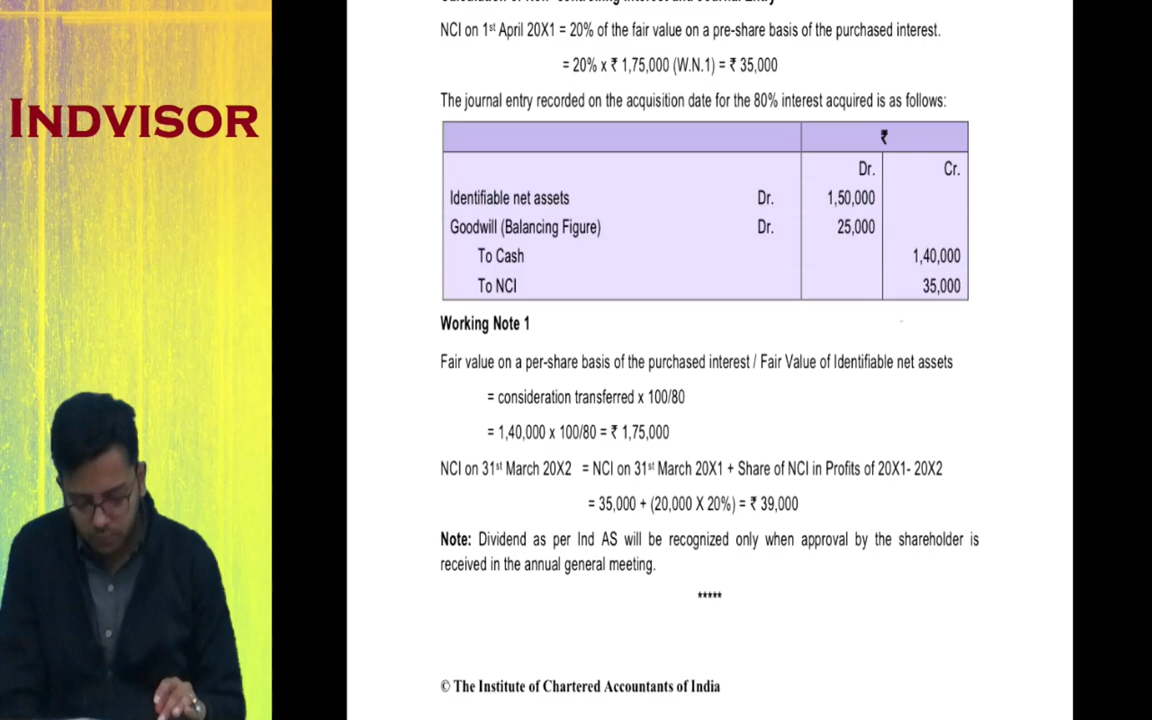 INDVISOR
NCI on 1st April 20X1 = 20% of the fair value on a pre-share basis of the purchased interest.
= 20% x ₹ 1,75,000 (W.N.1) = ₹ 35,000
The journal entry recorded on the acquisition date for the 80% interest acquired is as follows:
₹
Dr. Cr.
Identifiable net assets Dr. 1,50,000
Goodwill (Balancing Figure) Dr. 25,000
To Cash 1,40,000
To NCI 35,000
Working Note 1
Fair value on a per-share basis of the purchased interest / Fair Value of Identifiable net assets
= consideration transferred x 100/80
= 1,40,000 x 100/80 = ₹ 1,75,000
NCI on 31st March 20X2 = NCI on 31st March 20X1 + Share of NCI in Profits of 20X1- 20X2
= 35,000 + (20,000 X 20%) = ₹ 39,000
Note: Dividend as per Ind AS will be recognized only when approval by the shareholder is
received in the annual general meeting.
*****
© The Institute of Chartered Accountants of India